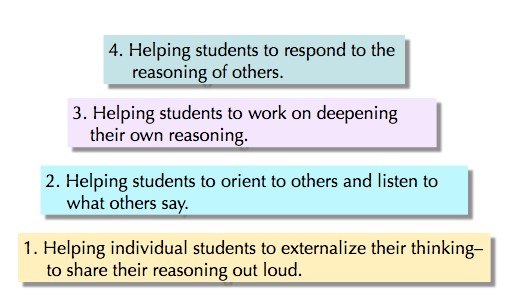 4. Helping students to respond to the
reasoning of others.
3. Helping students to work on deepening
their own reasoning.
2. Helping students to orient to others and listen to
what others say.
1. Helping individual students to externalize their thinking–
to share their reasoning out loud.